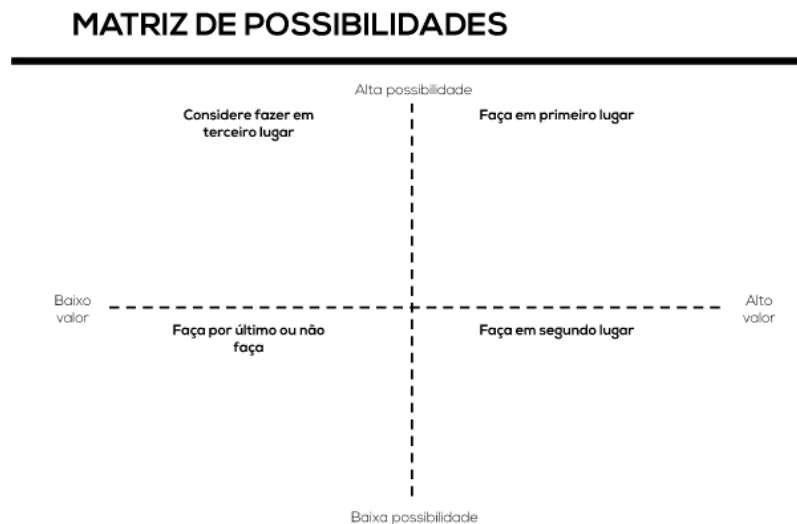 MATRIZ DE POSSIBILIDADES
Alta possibilidade
Considere fazer em
terceiro lugar
Faça em primeiro lugar
Baixo
valor
Alto
valor
Faça por último ou não
faça
Faça em segundo lugar
Baixa possibilidade